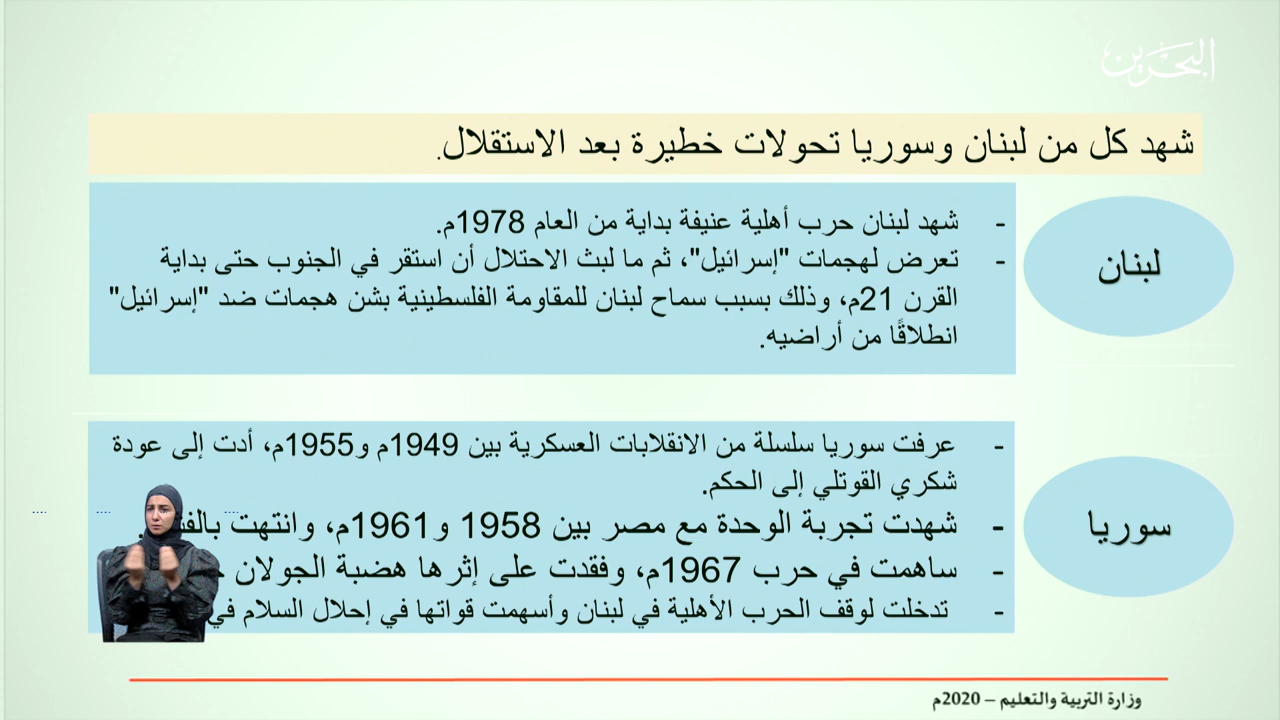 البحرين
شهد كل من لبنان وسوريا تحولات خطيرة بعد الاستقلال.
لبنان
- شهد لبنان حرب أهلية عنيفة بداية من العام 1978م.
- تعرض لهجمات "إسرائيل"، ثم ما لبث الاحتلال أن استقر في الجنوب حتى بداية
القرن 21م، وذلك بسبب سماح لبنان للمقاومة الفلسطينية بشن هجمات ضد "إسرائيل"
انطلاقًا من أراضيه.
سوريا
- عرفت سوريا سلسلة من الانقلابات العسكرية بين 1949م و1955م، أدت إلى عودة
شكري القوتلي إلى الحكم.
- شهدت تجربة الوحدة مع مصر بين 1958 و1961م، وانتهت
- ساهمت في حرب 1967م، وفقدت على إثرها هضبة الجولان
- تدخلت لوقف الحرب الأهلية في لبنان وأسهمت قواتها في إحلال السلام في
وزارة التربية والتعليم – 2020م